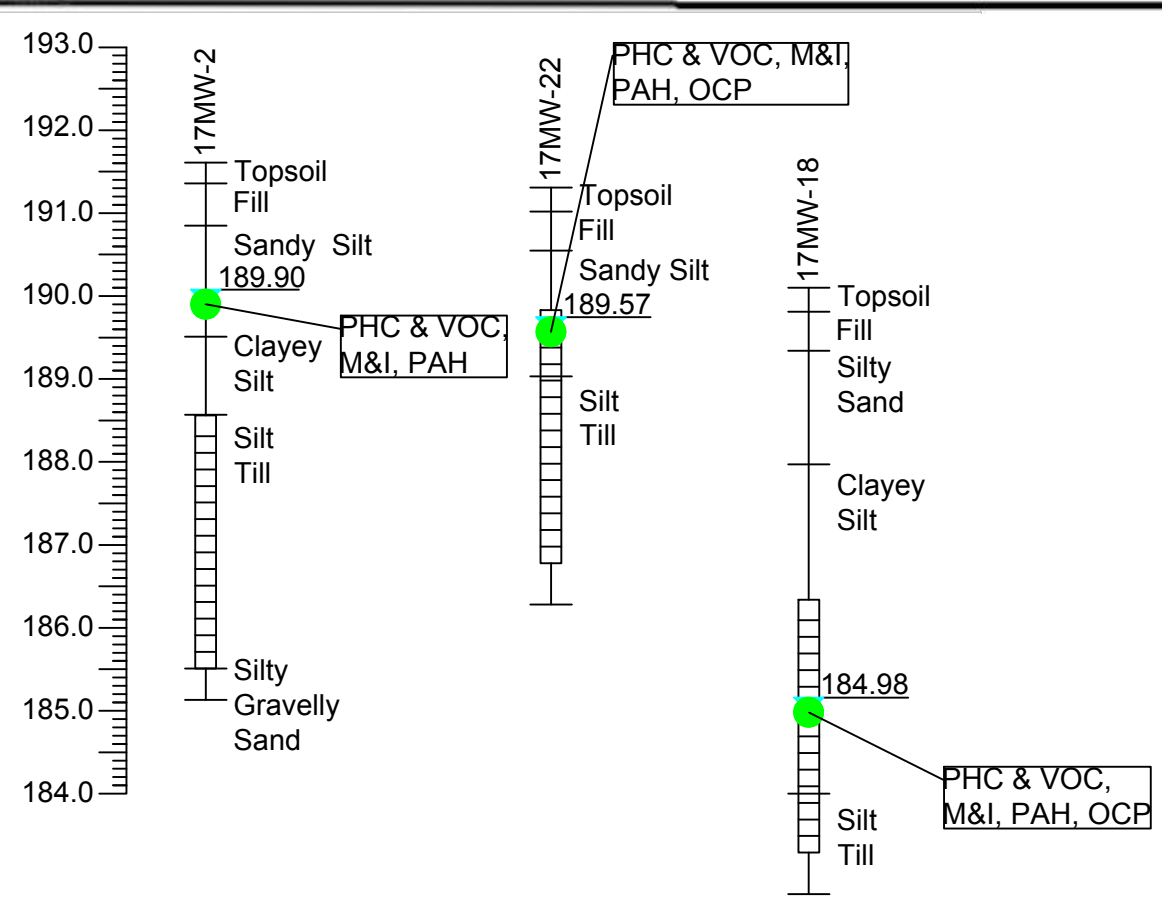 193.0
192.0
191.0
190.0
189.0
188.0
187.0
186.0
185.0
184.0
17MW-2
Topsoil
Fill
Sandy Silt
189.90
PHC & VOC,
M&I, PAH
Clayey
Silt
Silt
Till
Silty
Gravelly
Sand
17MW-22
PHC & VOC, M&I,
PAH, OCP
Topsoil
Fill
Sandy Silt
189.57
Silt
Till
17MW-18
Topsoil
Fill
Silty
Sand
Clayey
Silt
184.98
PHC & VOC,
M&I, PAH, OCP
Silt
Till